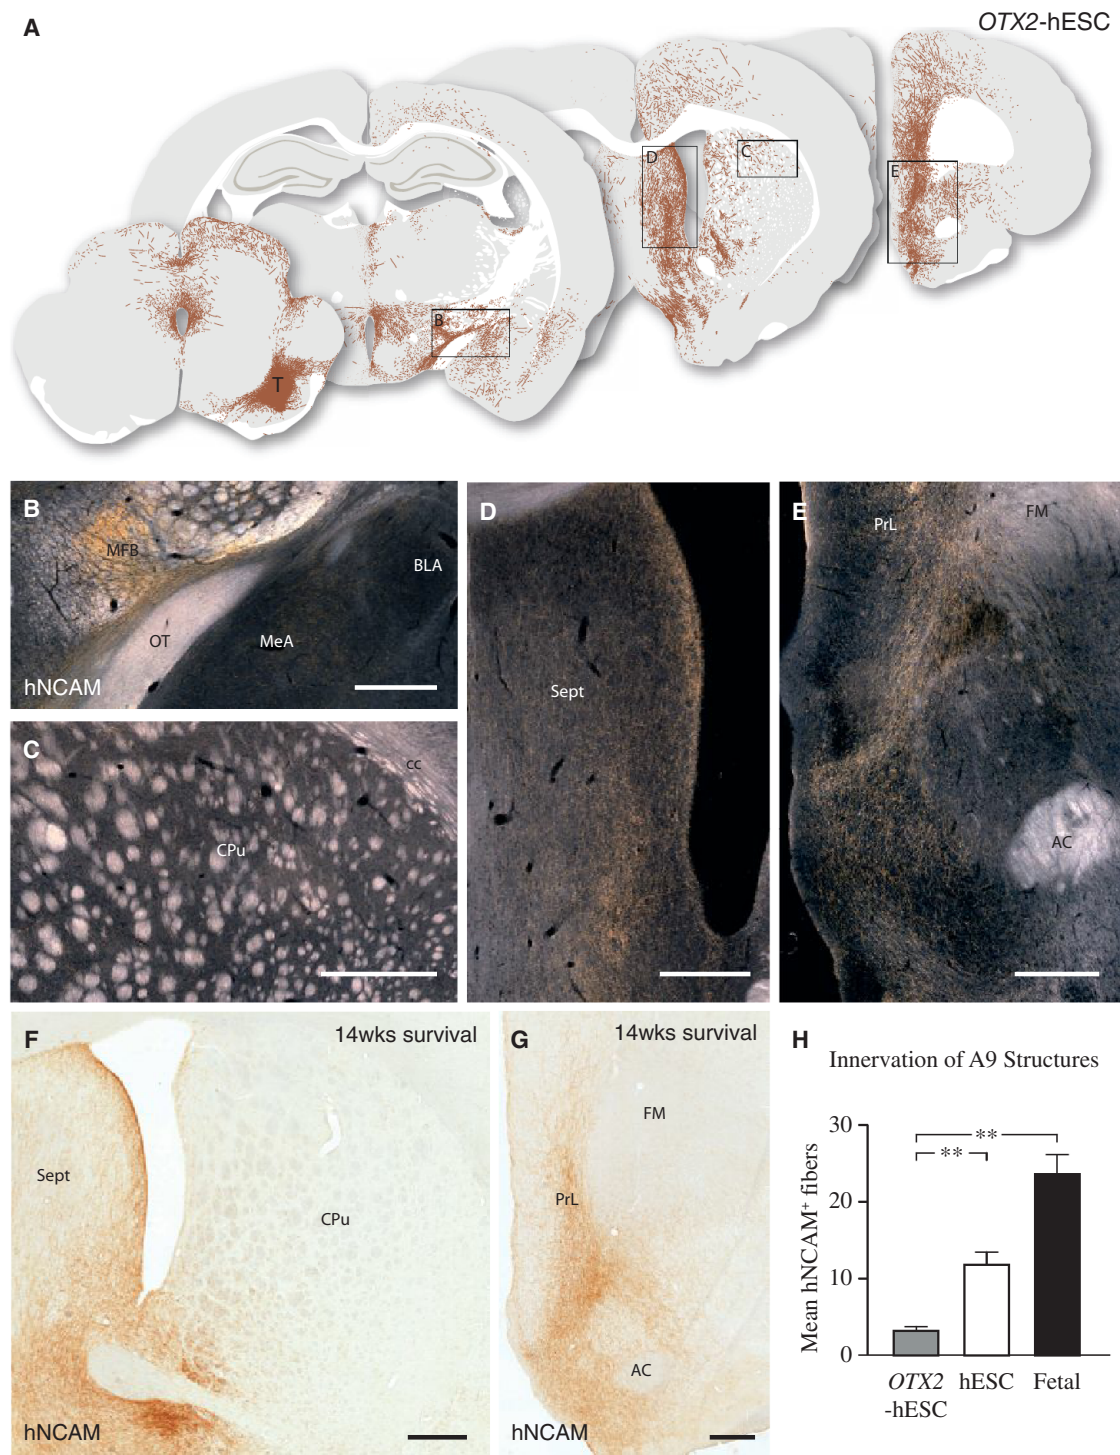 A
OTX2-hESC
D
C
E
B
T
B
MFB
BLA
OT
MeA
hNCAM
C
cc
CPu
D
Sept
E
PrL
FM
AC
F
14wks survival
Sept
CPu
hNCAM
G
14wks survival
FM
PrL
AC
hNCAM
H
Innervation of A9 Structures
Mean hNCAM⁺ fibers
30
20
10
0
**
**
OTX2 hESC Fetal
-hESC